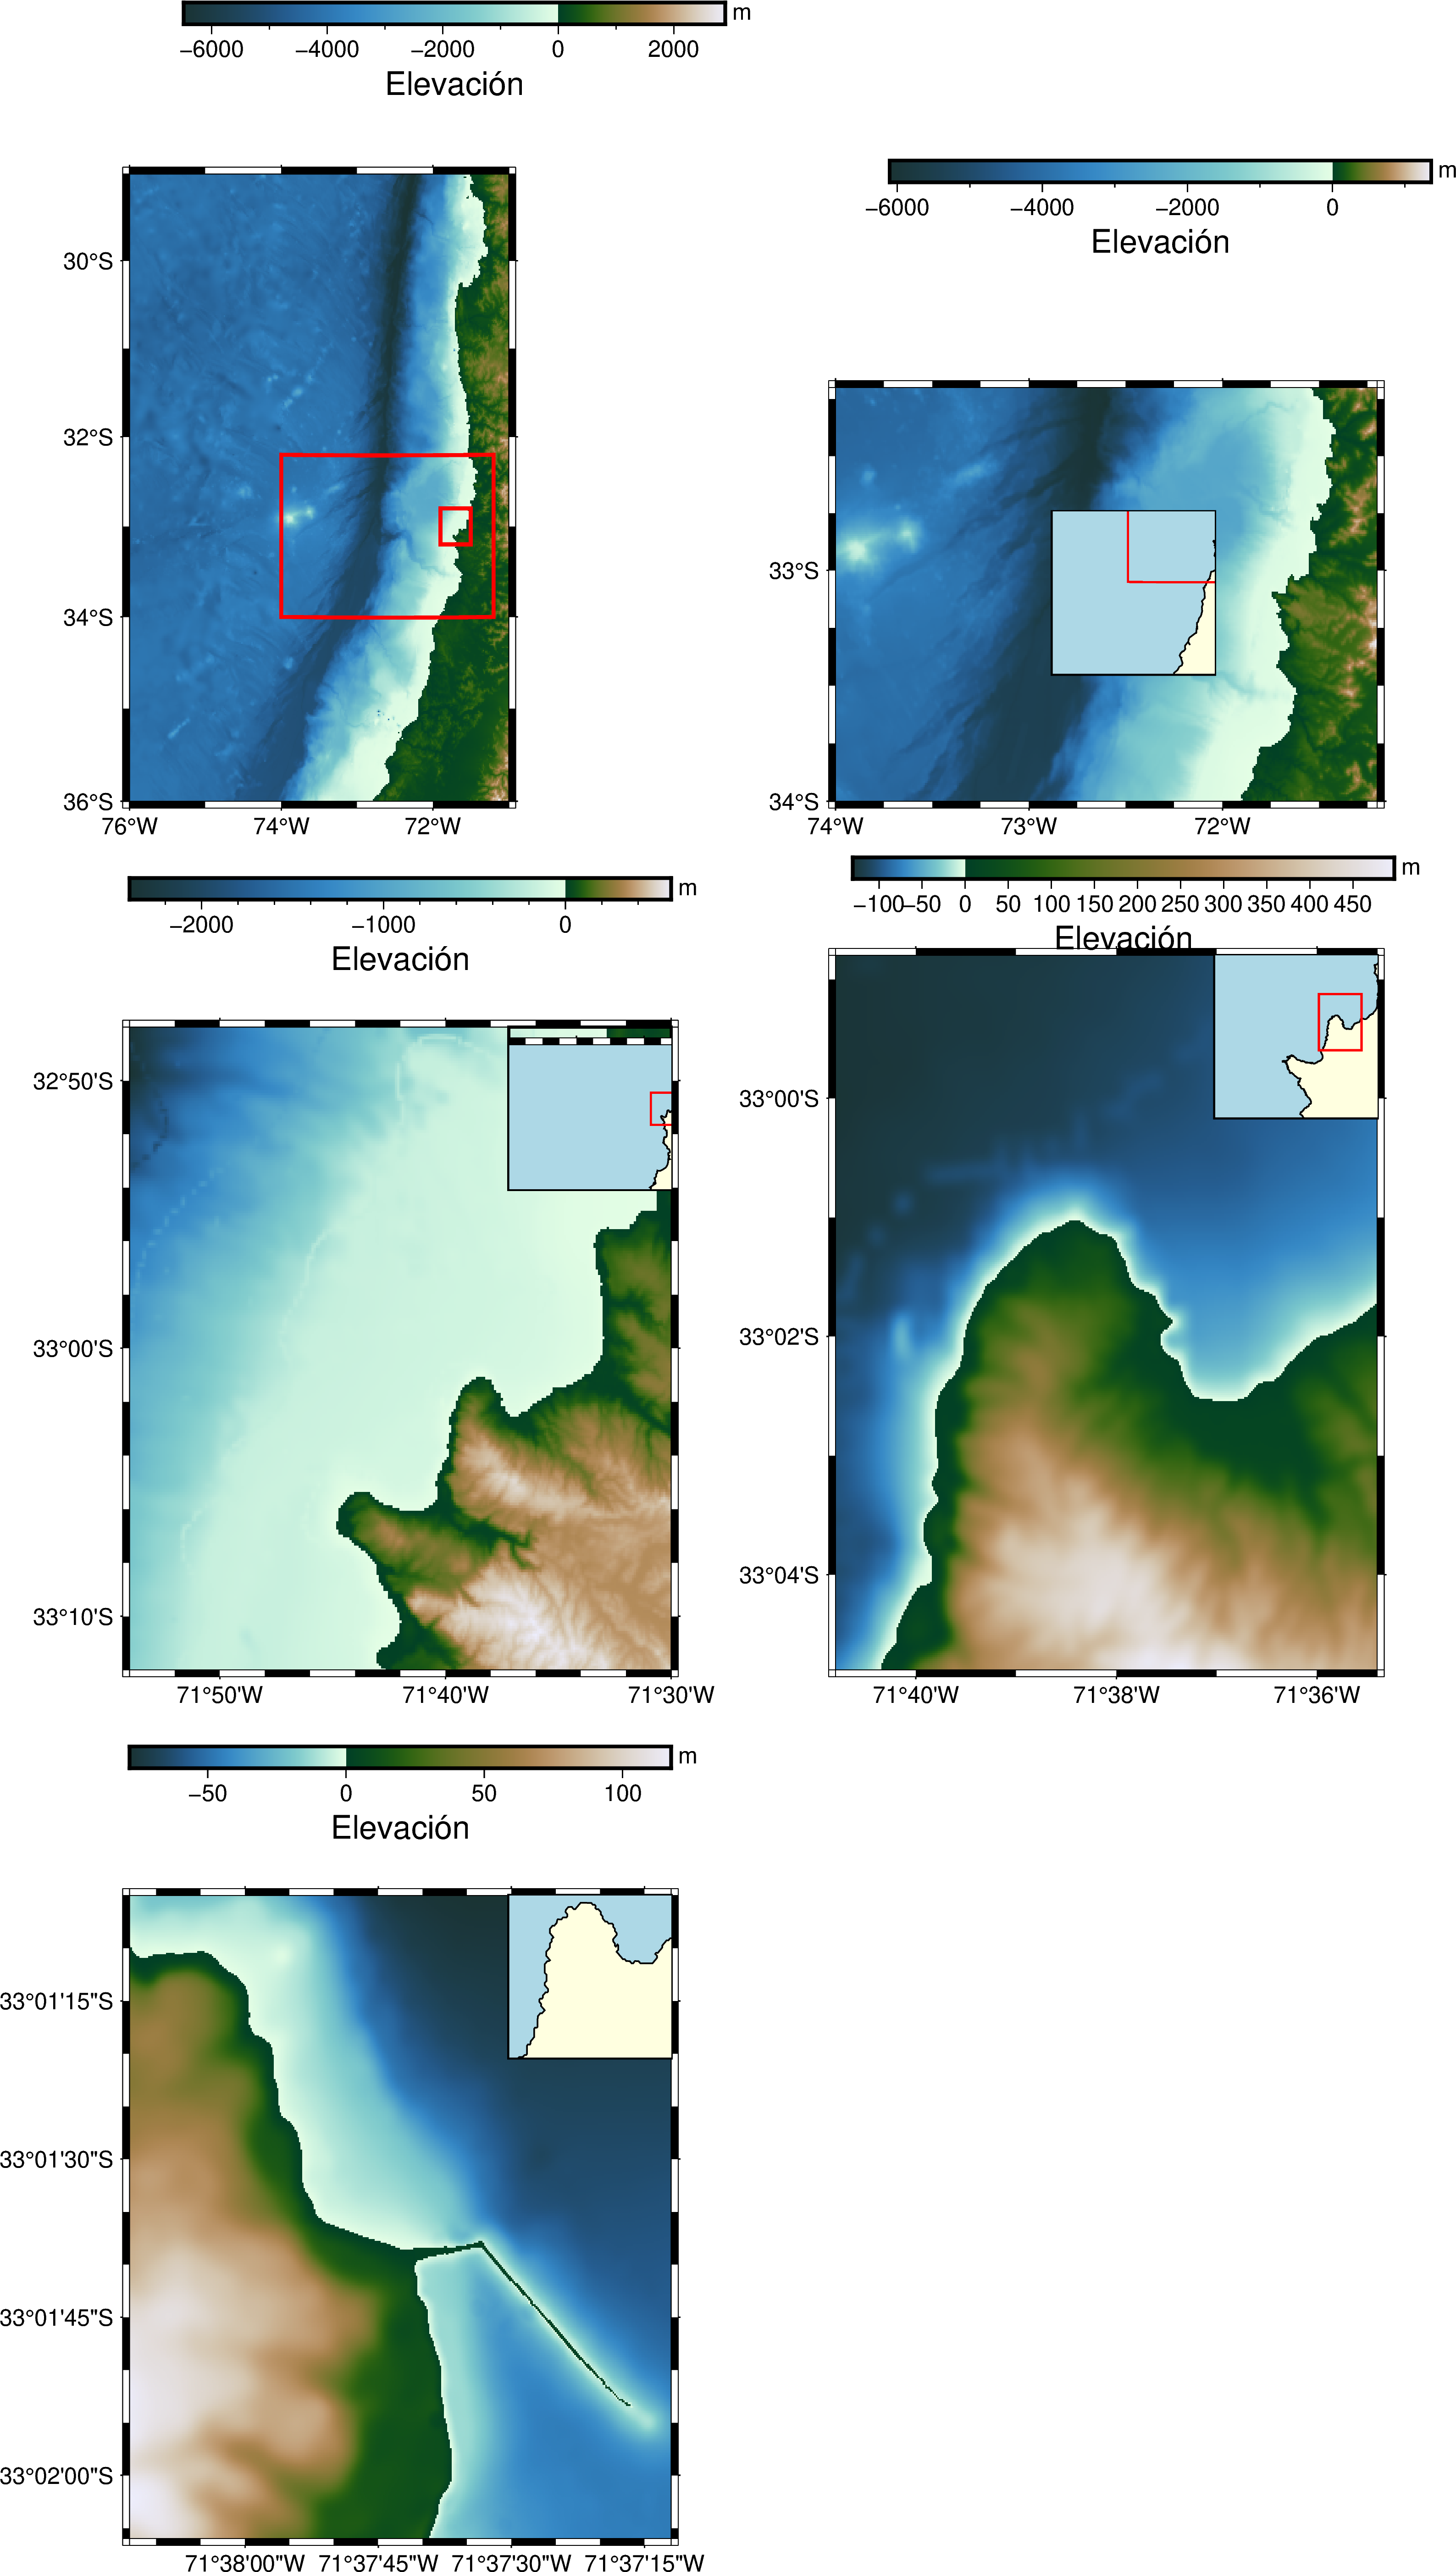 m
−6000 −4000 −2000 0 2000
Elevación
m
−6000 −4000 −2000 0
Elevación
30°S
32°S
34°S
36°S
76°W 74°W 72°W
33°S
34°S
74°W 73°W 72°W
m
−2000 −1000 0
Elevación
m
−100 −50 0 50 100 150 200 250 300 350 400 450
Elevación
32°50'S
33°00'S
33°10'S
71°50'W 71°40'W 71°30'W
33°00'S
33°02'S
33°04'S
71°40'W 71°38'W 71°36'W
m
−50 0 50 100
Elevación
33°01'15"S
33°01'30"S
33°01'45"S
33°02'00"S
71°38'00"W 71°37'45"W 71°37'30"W 71°37'15"W